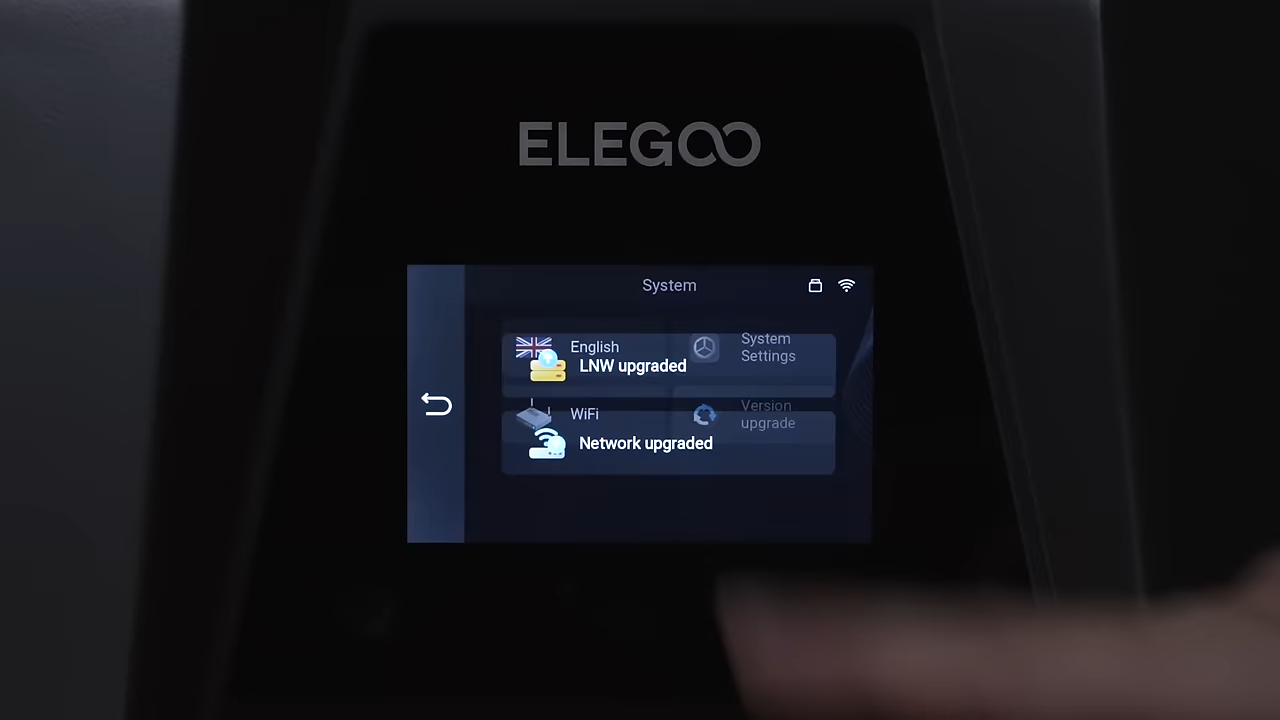 ELEGOO
System
English
System
Settings
LNW upgraded
WiFi
Version
upgrade
Network upgraded